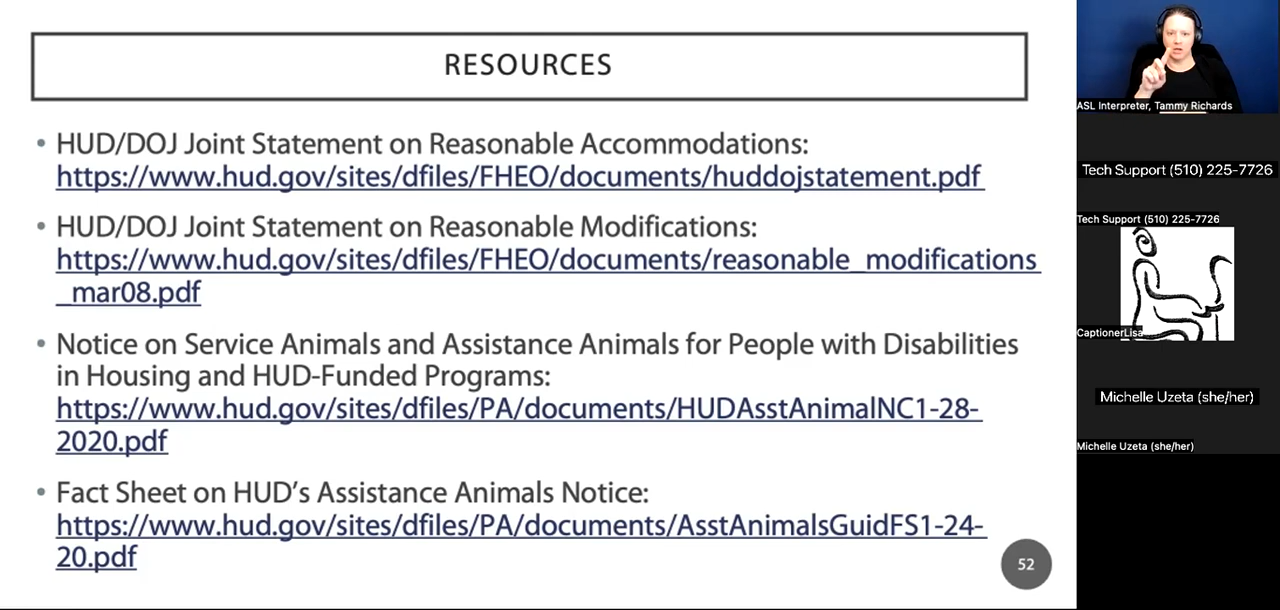 RESOURCES
• HUD/DOJ Joint Statement on Reasonable Accommodations:
https://www.hud.gov/sites/dfiles/FHEO/documents/huddojstatement.pdf
• HUD/DOJ Joint Statement on Reasonable Modifications:
https://www.hud.gov/sites/dfiles/FHEO/documents/reasonable_modifications
_mar08.pdf
• Notice on Service Animals and Assistance Animals for People with Disabilities
in Housing and HUD-Funded Programs:
https://www.hud.gov/sites/dfiles/PA/documents/HUDAsstAnimalNC1-28-
2020.pdf
• Fact Sheet on HUD’s Assistance Animals Notice:
https://www.hud.gov/sites/dfiles/PA/documents/AsstAnimalsGuidFS1-24-
20.pdf
52
ASL Interpreter, Tammy Richards
Tech Support (510) 225-7726
Tech Support (510) 225-7726
CaptionerLisa
Michelle Uzeta (she/her)
Michelle Uzeta (she/her)